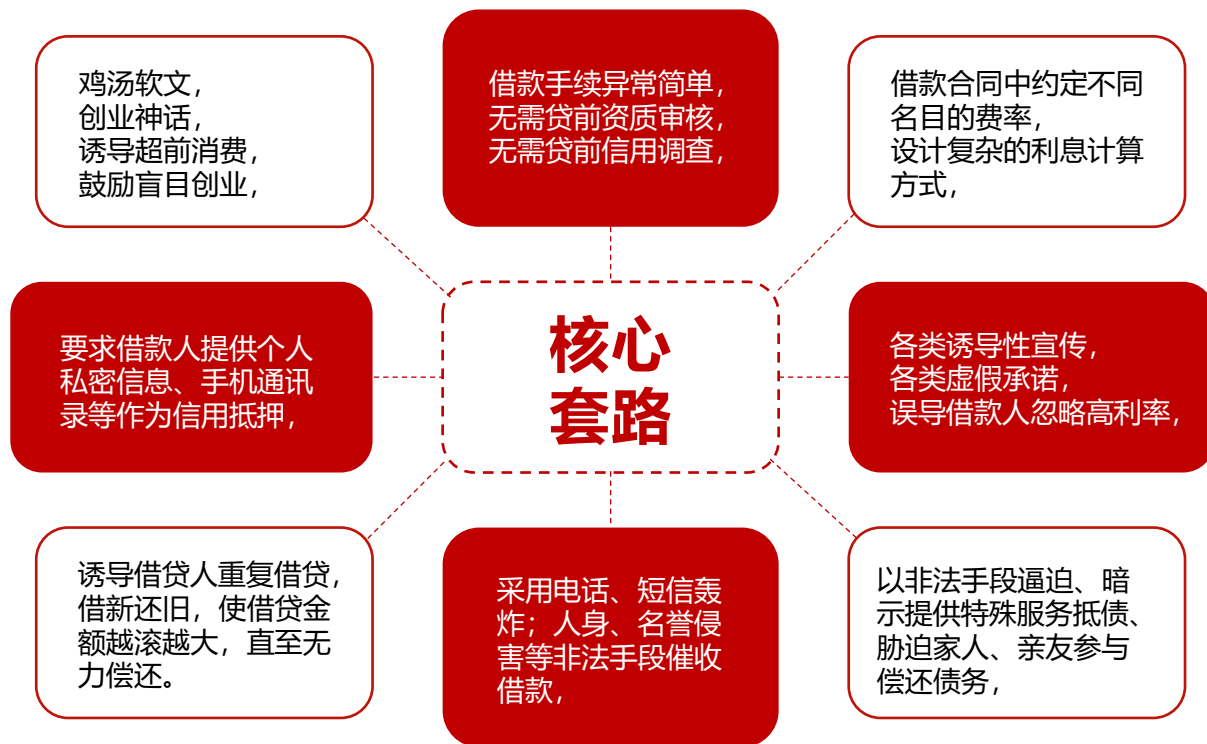 鸡汤软文，
创业神话，
诱导超前消费，
鼓励盲目创业，
借款手续异常简单，
无需贷前资质审核，
无需贷前信用调查，
借款合同中约定不同
名目的费率，
设计复杂的利息计算
方式，
要求借款人提供个人
私密信息、手机通讯
录等作为信用抵押，
核心
套路
各类诱导性宣传，
各类虚假承诺，
误导借款人忽略高利率，
诱导借贷人重复借贷，
借新还旧，使借贷金
额越滚越大，直至无
力偿还。
采用电话、短信轰
炸；人身、名誉侵
害等非法手段催收
借款，
以非法手段逼迫、暗
示提供特殊服务抵债、
胁迫家人、亲友参与
偿还债务，